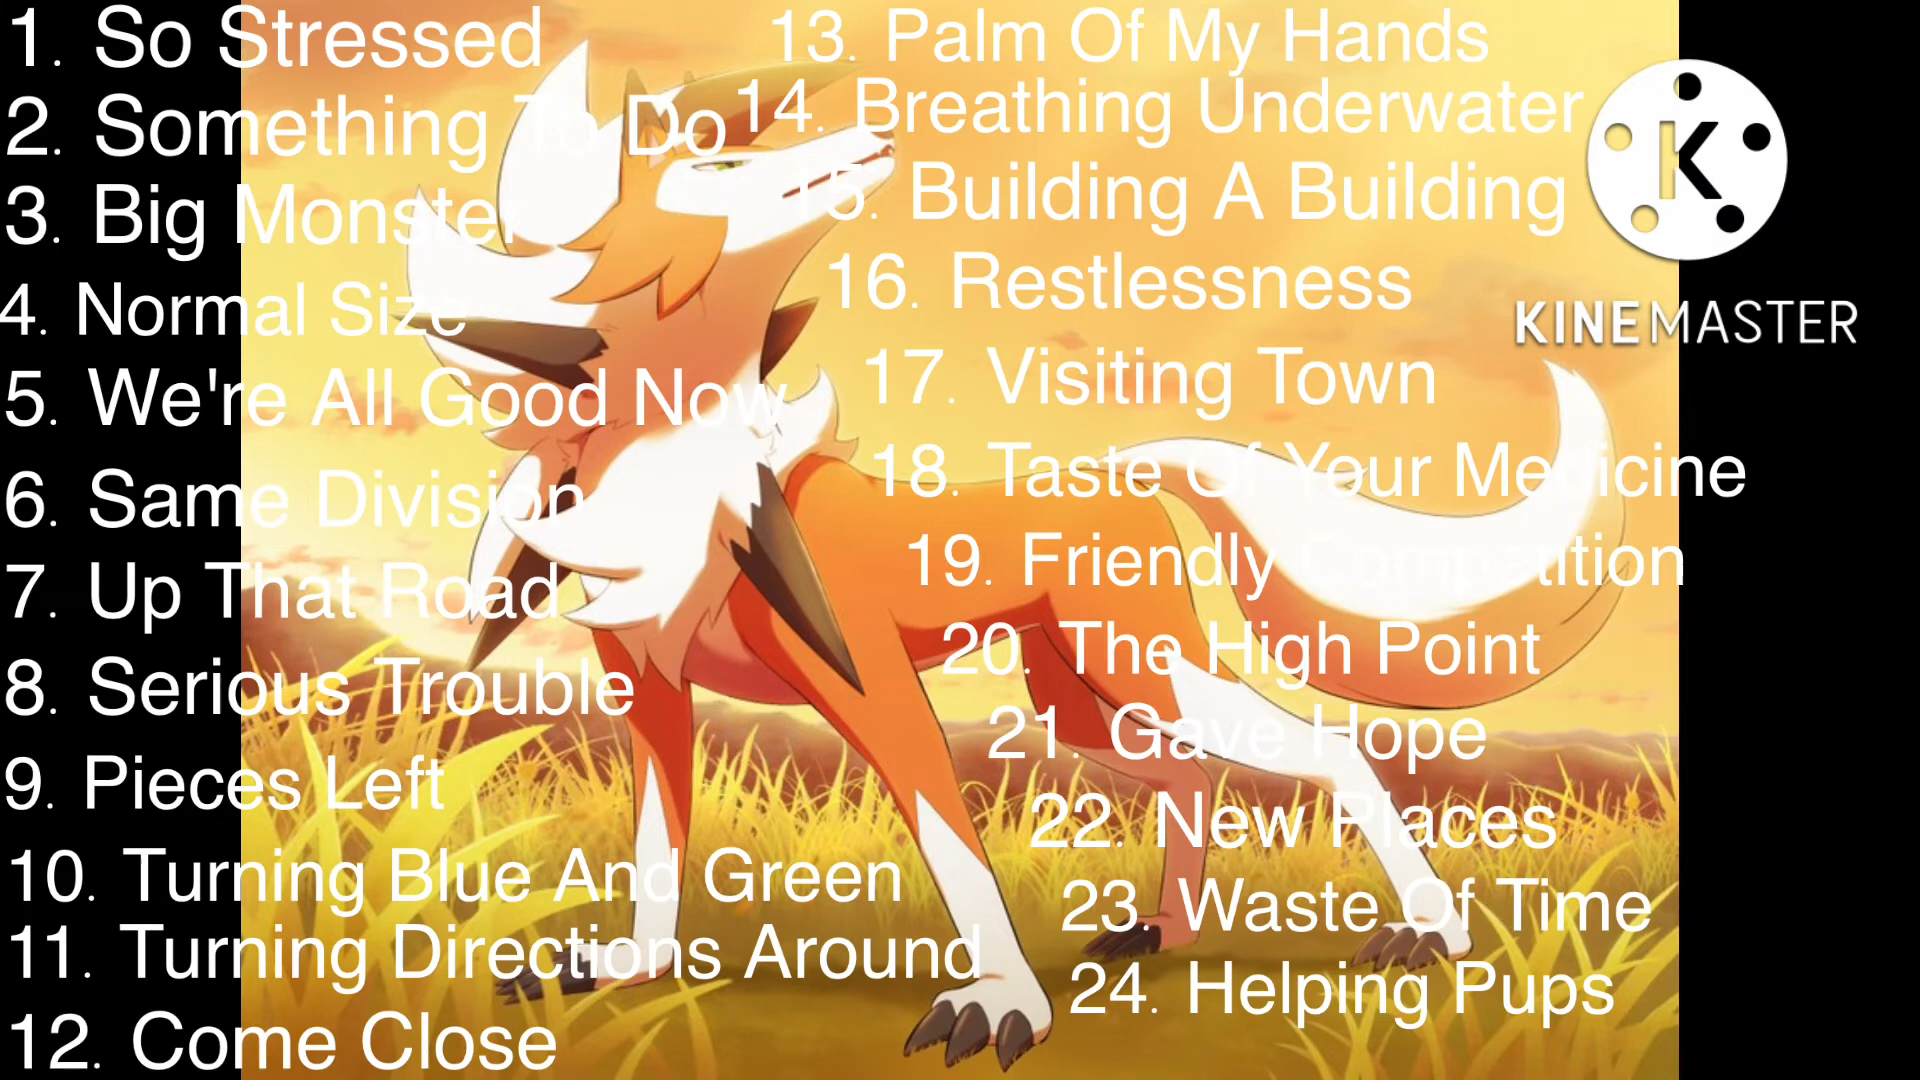 1. So Stressed
2. Something To Do
3. Big Monster
4. Normal Size
5. We're All Good Now
6. Same Division
7. Up That Road
8. Serious Trouble
9. Pieces Left
10. Turning Blue And Green
11. Turning Directions Around
12. Come Close
13. Palm Of My Hands
14. Breathing Underwater
15. Building A Building
16. Restlessness
17. Visiting Town
18. Taste Of Your Medicine
19. Friendly
20. The High Point
21. Gave Hope
22. New Places
23. Waste Of Time
24. Helping Pups
K
KINEMASTER